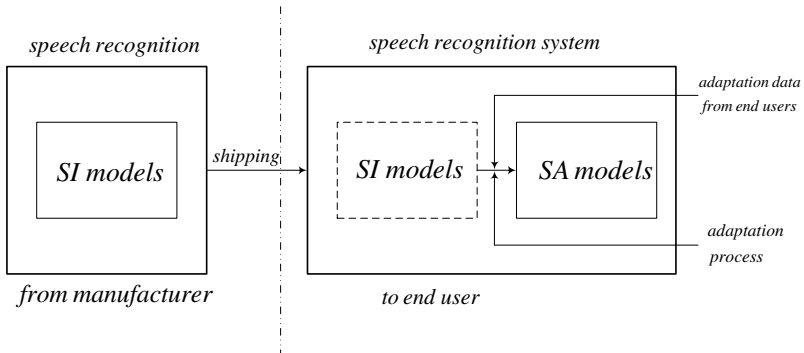 speech recognition
SI models
from manufacturer
shipping
speech recognition system
SI models
SA models
to end user
adaptation data
from end users
adaptation
process